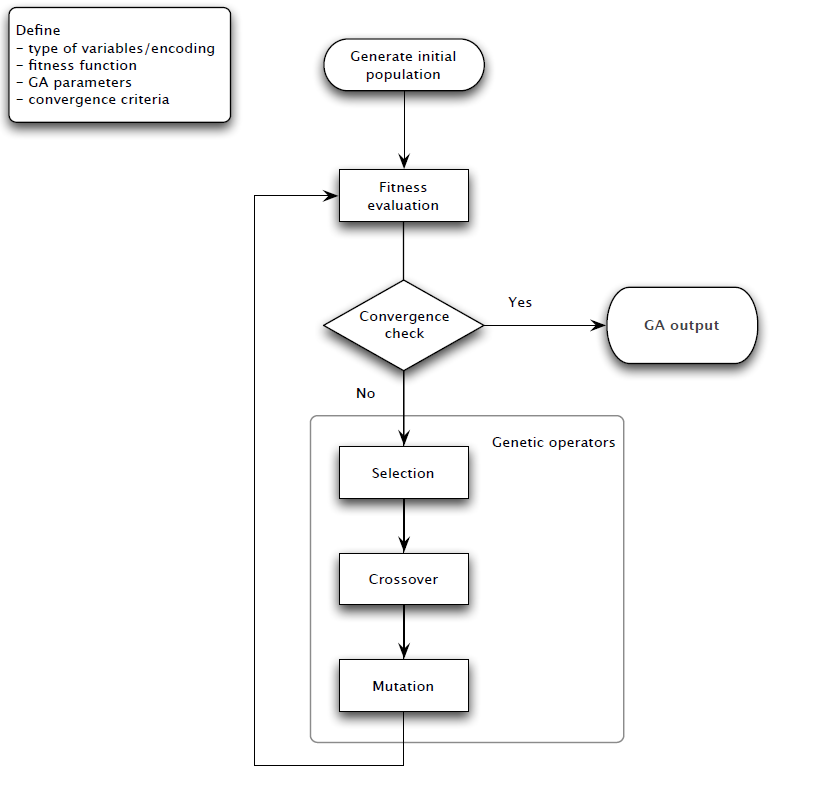 Define
- type of variables/encoding
- fitness function
- GA parameters
- convergence criteria
Generate initial
population
Fitness
evaluation
Convergence
check
Yes
GA output
No
Genetic operators
Selection
Crossover
Mutation